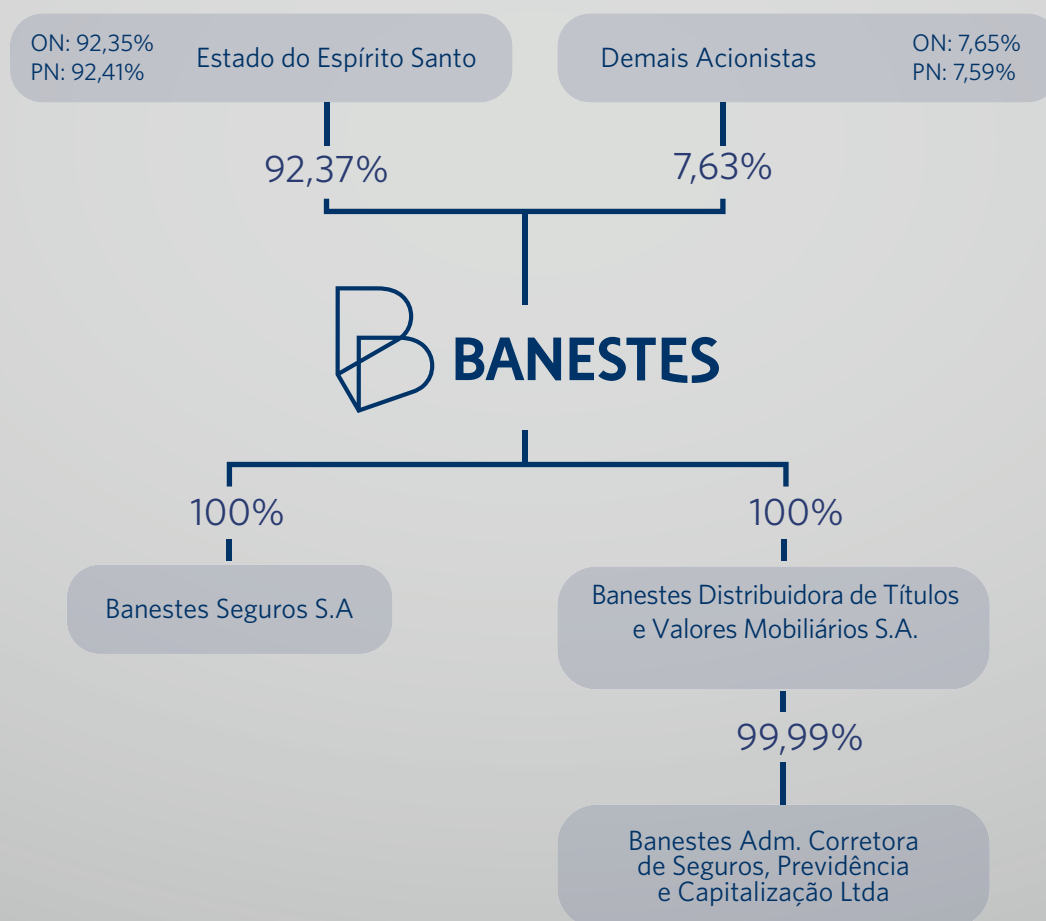 ON: 92,35%
PN: 92,41%
Estado do Espírito Santo
Demais Acionistas
ON: 7,65%
PN: 7,59%
92,37%
7,63%
BANESTES
100%
100%
Banestes Seguros S.A
Banestes Distribuidora de Títulos
e Valores Mobiliários S.A.
99,99%
Banestes Adm. Corretora
de Seguros, Previdência
e Capitalização Ltda